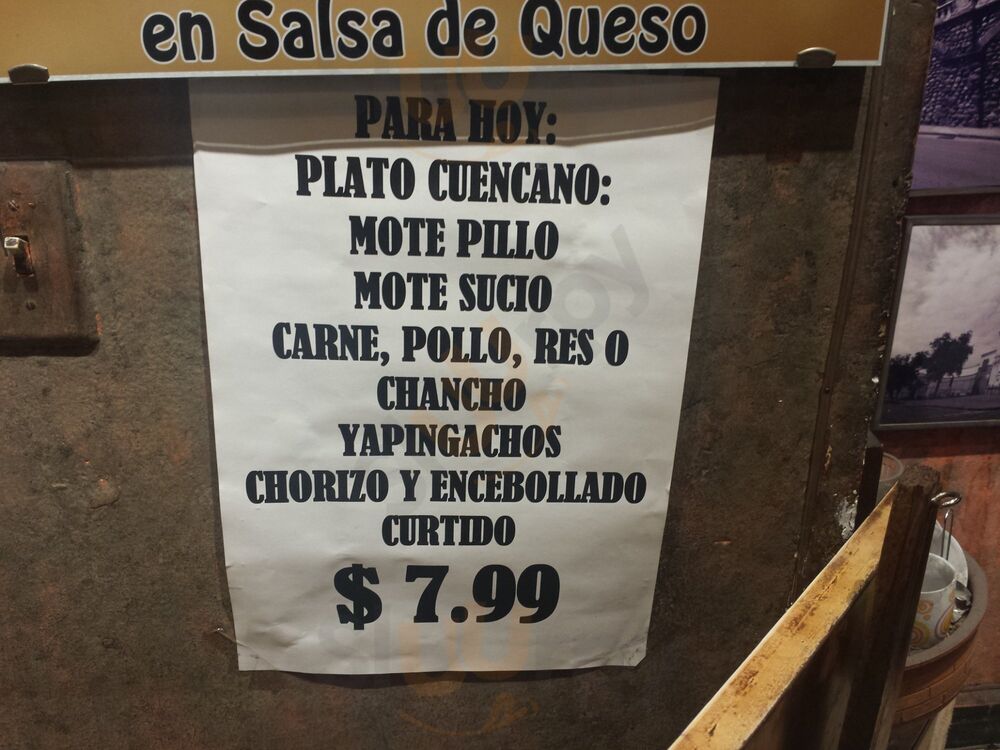 en Salsa de Queso
PARA HOY:
PLATO CUENCANO:
MOTE PILLO
MOTE SUCIO
CARNE, POLLO, RES O
CHANCHO
YAPINGACHOS
CHORIZO Y ENCEBOLLADO
CURTIDO
$ 7.99